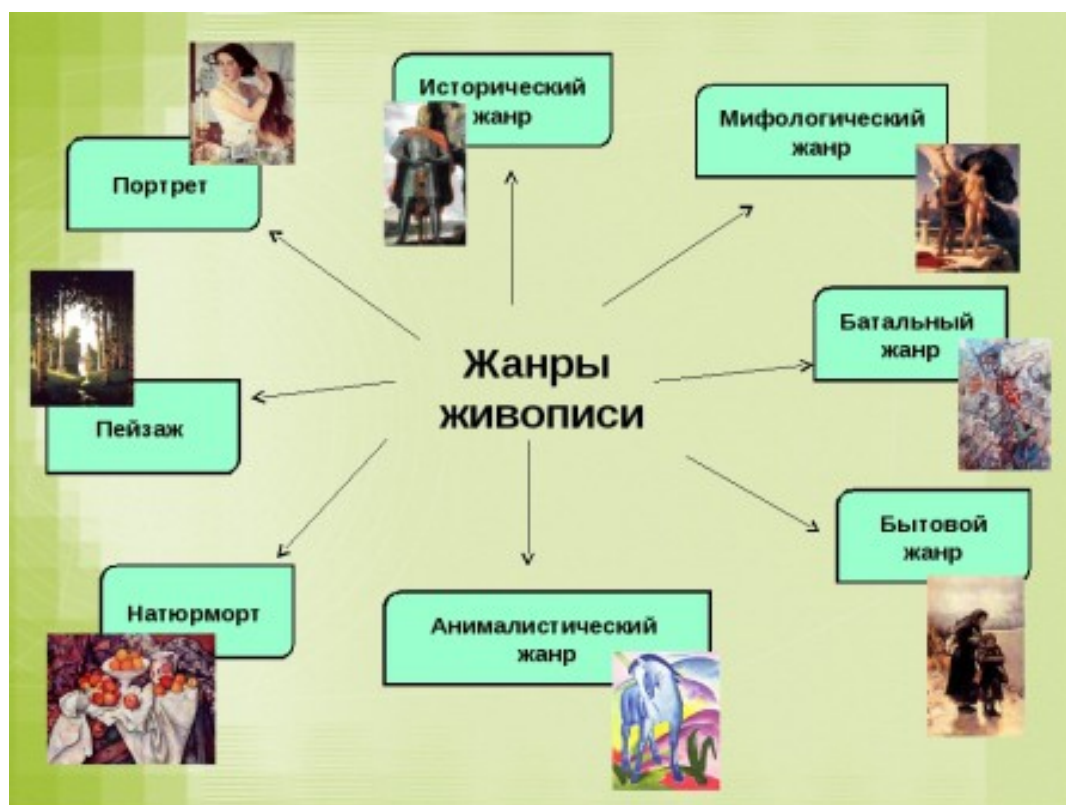 Исторический
жанр
Мифологический
жанр
Портрет
Батальный
жанр
Жанры
живописи
Пейзаж
Бытовой
жанр
Натюрморт
Анималистический
жанр